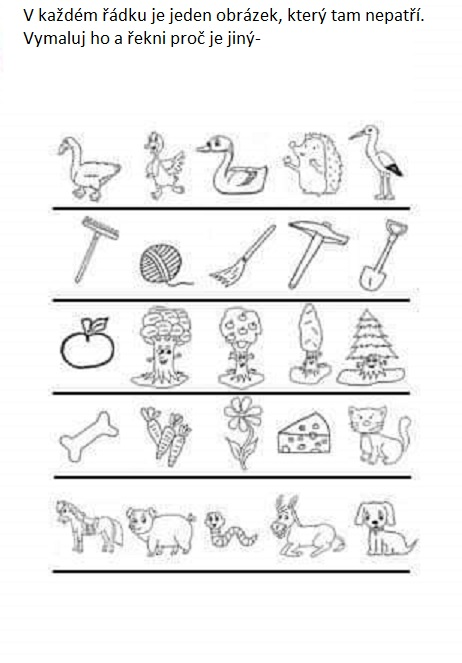 V každém řádku je jeden obrázek, který tam nepatří.
Vymaluj ho a řekni proč je jiný-